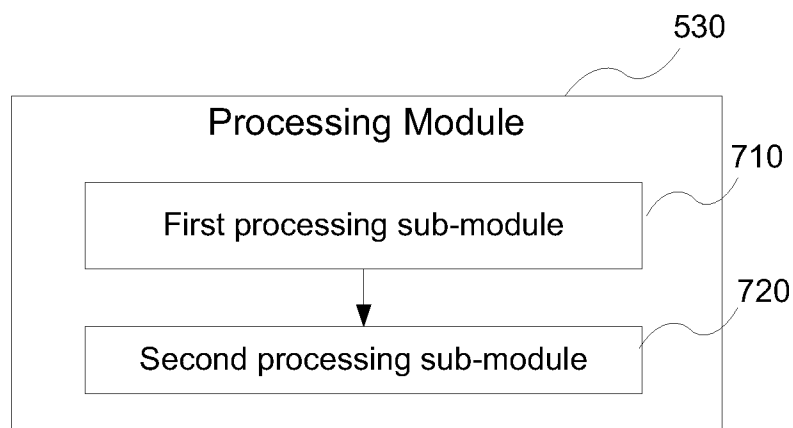 530
Processing Module
710
First processing sub-module
720
Second processing sub-module